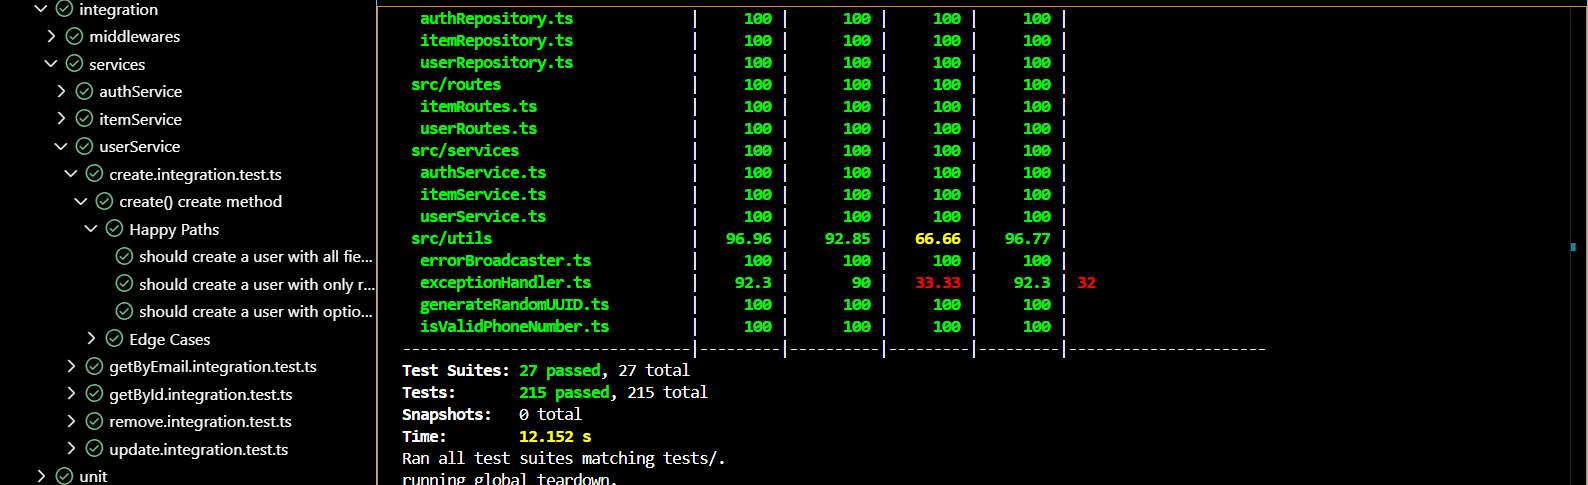 integration
middlewares
services
authService
itemService
userService
create.integration.test.ts
create() create method
Happy Paths
should create a user with all fie...
should create a user with only r...
should create a user with optio...
Edge Cases
getByEmail.integration.test.ts
getById.integration.test.ts
remove.integration.test.ts
update.integration.test.ts
unit
authRepository.ts | 100 | 100 | 100 | 100 |
itemRepository.ts | 100 | 100 | 100 | 100 |
userRepository.ts | 100 | 100 | 100 | 100 |
src/routes | 100 | 100 | 100 | 100 |
itemRoutes.ts | 100 | 100 | 100 | 100 |
userRoutes.ts | 100 | 100 | 100 | 100 |
src/services | 100 | 100 | 100 | 100 |
authService.ts | 100 | 100 | 100 | 100 |
itemService.ts | 100 | 100 | 100 | 100 |
userService.ts | 100 | 100 | 100 | 100 |
src/utils | 96.96 | 92.85 | 66.66 | 96.77 |
errorBroadcaster.ts | 100 | 100 | 100 | 100 |
exceptionHandler.ts | 92.3 | 90 | 33.33 | 92.3 | 32
generateRandomUUID.ts | 100 | 100 | 100 | 100 |
isValidPhoneNumber.ts | 100 | 100 | 100 | 100 |
--------------------------------|---------|----------|---------|---------|----------------------
Test Suites: 27 passed, 27 total
Tests: 215 passed, 215 total
Snapshots: 0 total
Time: 12.152 s
Ran all test suites matching tests/.
running global teardown.